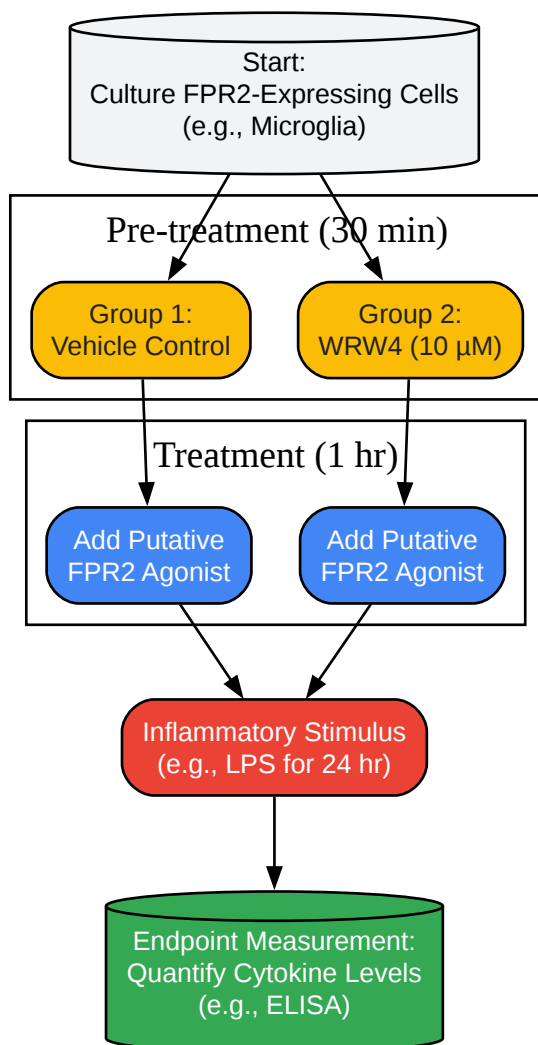 Start:
Culture FPR2-Expressing Cells
(e.g., Microglia)
Pre-treatment (30 min)
Group 1:
Vehicle Control
Group 2:
WRW4 (10 µM)
Treatment (1 hr)
Add Putative
FPR2 Agonist
Add Putative
FPR2 Agonist
Inflammatory Stimulus
(e.g., LPS for 24 hr)
Endpoint Measurement:
Quantify Cytokine Levels
(e.g., ELISA)